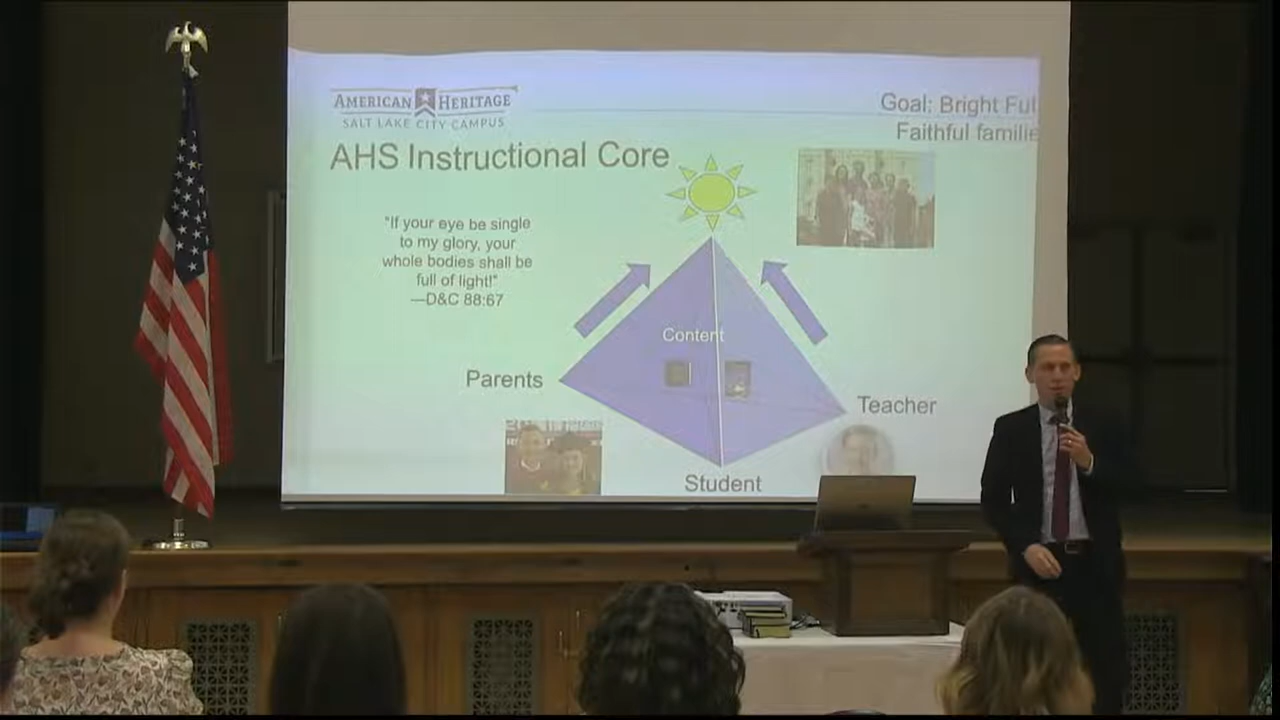 AMERICAN HERITAGE
SALT LAKE CITY CAMPUS
Goal: Bright Fut
Faithful familie
AHS Instructional Core
"If your eye be single
to my glory, your
whole bodies shall be
full of light!"
—D&C 88:67
Content
Parents
Teacher
Student